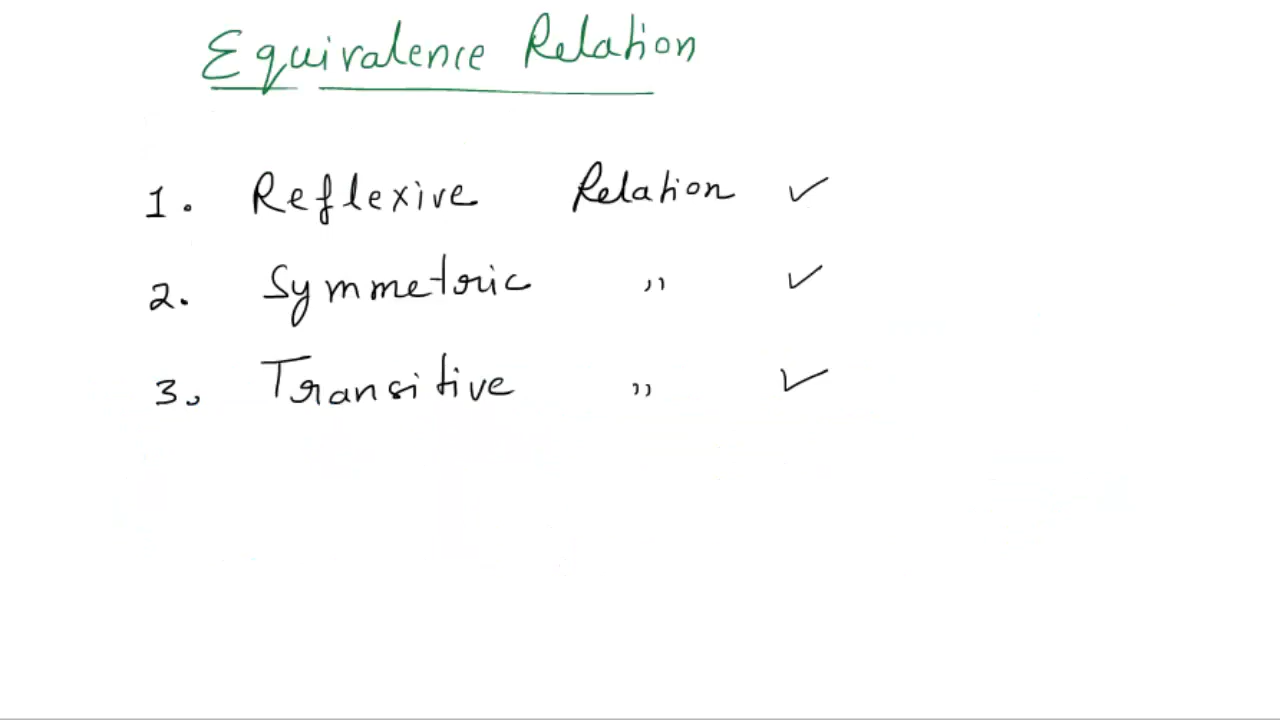 Equivalence Relation
1. Reflexive Relation ✓
2. Symmetric ,, ✓
3. Transitive ,, ✓